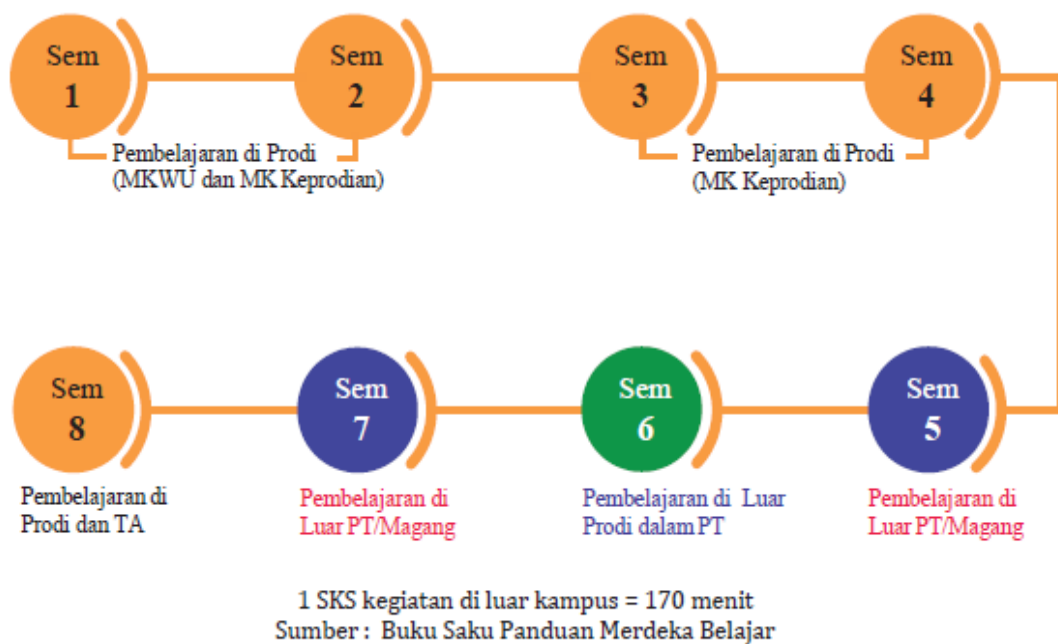 Sem
1
Sem
2
Sem
3
Sem
4
Pembelajaran di Prodi
(MKWU dan MK Keprodian)
Pembelajaran di Prodi
(MK Keprodian)
Sem
8
Sem
7
Sem
6
Sem
5
Pembelajaran di
Prodi dan TA
Pembelajaran di
Luar PT/Magang
Pembelajaran di Luar
Prodi dalam PT
Pembelajaran di
Luar PT/Magang
1 SKS kegiatan di luar kampus = 170 menit
Sumber : Buku Saku Panduan Merdeka Belajar